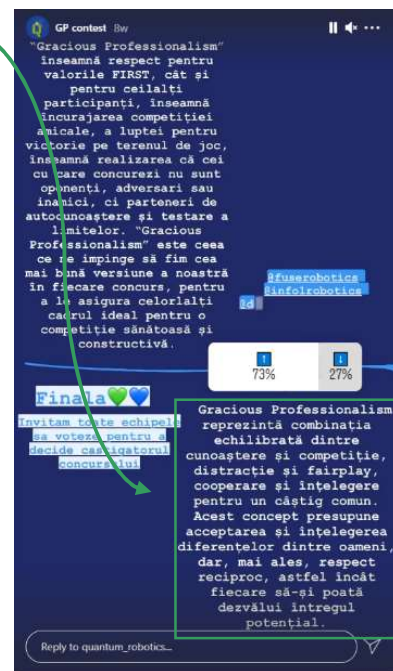 GP contest 8w
"Gracious Professionalism"
înseamnă respect pentru
valorile FIRST, cât și
pentru ceilalți
participanți, înseamnă
încurajarea competiției
amicale, a luptei pentru
victorie pe terenul de joc,
înseamnă realizarea că cei
cu care concurezi nu sunt
oponenți, adversari sau
inamici, ci parteneri de
autocunoaștere și testare a
limitelor. "Gracious
Professionalism" este ceea
ce ne împinge să fim cea
mai bună versiune a noastră
în fiecare concurs, pentru
a le asigura celorlalți
cadrul ideal pentru o
competiție sănătoasă și
constructivă.
@fuserobotics
@infolrobotics
1d
73%
27%
Finala💚💙
Invitam toate echipele
sa voteze pentru a
decide castigatorul
concursului
Gracious Professionalism
reprezintă combinația
echilibrată dintre
cunoaștere și competiție,
distracție și fairplay,
cooperare și înțelegere
pentru un câștig comun.
Acest concept presupune
acceptarea și înțelegerea
diferențelor dintre oameni,
dar, mai ales, respect
reciproc, astfel încât
fiecare să-și poată
dezvălui întregul
potențial.
Reply to quantum_robotics...